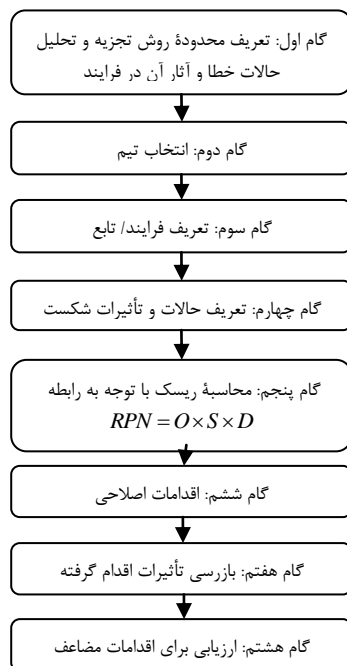 گام اول: تعریف محدودهٔ روش تجزیه و تحلیل
حالات خطا و آثار آن در فرایند
گام دوم: انتخاب تیم
گام سوم: تعریف فرایند/ تابع
گام چهارم: تعریف حالات و تأثیرات شکست
گام پنجم: محاسبهٔ ریسک با توجه به رابطه
RPN = O×S×D
گام ششم: اقدامات اصلاحی
گام هفتم: بازرسی تأثیرات اقدام گرفته
گام هشتم: ارزیابی برای اقدامات مضاعف